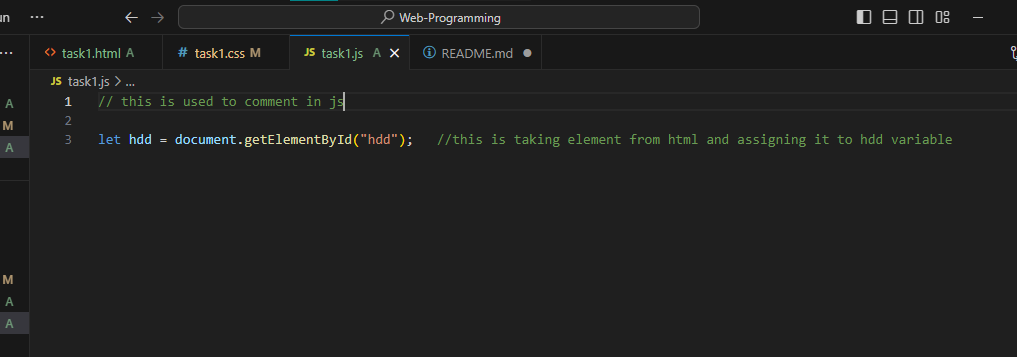 un ...
Web-Programming
... task1.html A # task1.css M JS task1.js A README.md
JS task1.js > ...
A
M
A
M
A
A
1 // this is used to comment in js
2
3 let hdd = document.getElementById("hdd"); //this is taking element from html and assigning it to hdd variable